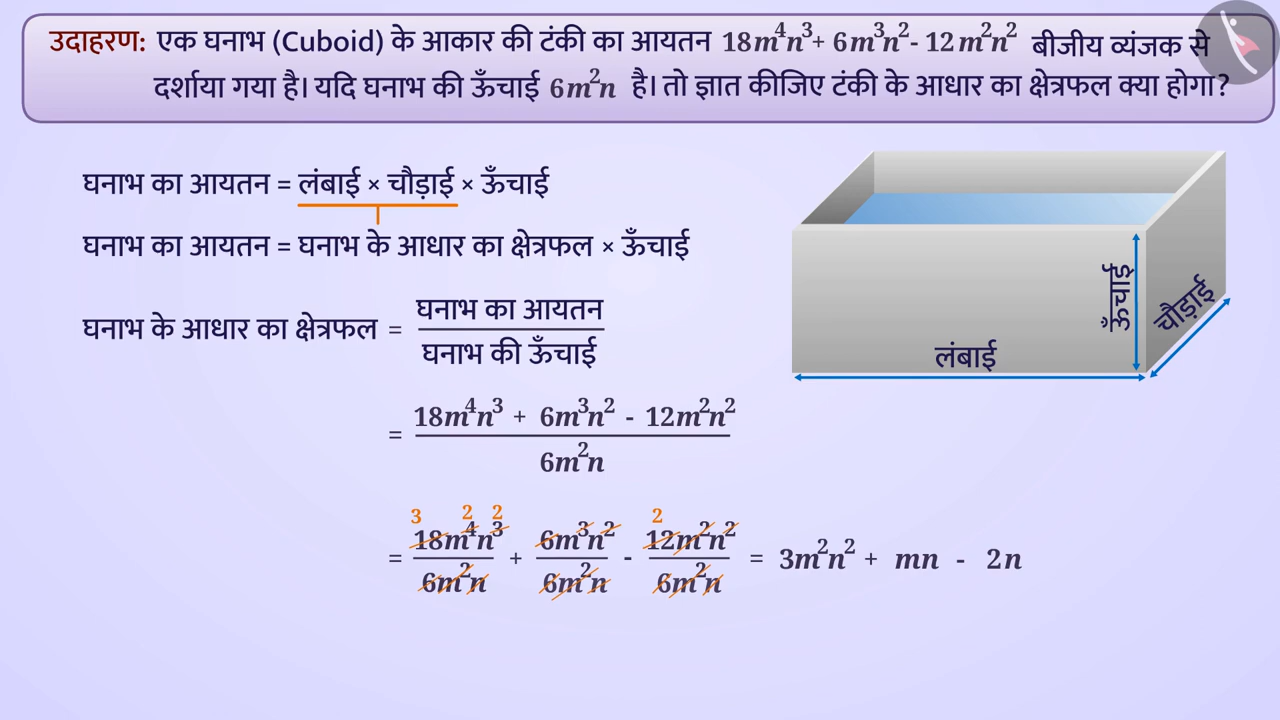 उदाहरण: एक घनाभ (Cuboid) के आकार की टंकी का आयतन 18m⁴n³ + 6m³n² - 12m²n² बीजीय व्यंजक से
दर्शाया गया है। यदि घनाभ की ऊँचाई 6m²n है। तो ज्ञात कीजिए टंकी के आधार का क्षेत्रफल क्या होगा?
घनाभ का आयतन = लंबाई × चौड़ाई × ऊँचाई
घनाभ का आयतन = घनाभ के आधार का क्षेत्रफल × ऊँचाई
घनाभ के आधार का क्षेत्रफल = घनाभ का आयतन
घनाभ की ऊँचाई
= 18m⁴n³ + 6m³n² - 12m²n²
6m²n
3 2 2 2
= 18m⁴n³ + 6m³n² - 12m²n² = 3m²n² + mn - 2n
6m²n 6m²n 6m²n
ऊँचाई
चौड़ाई
लंबाई